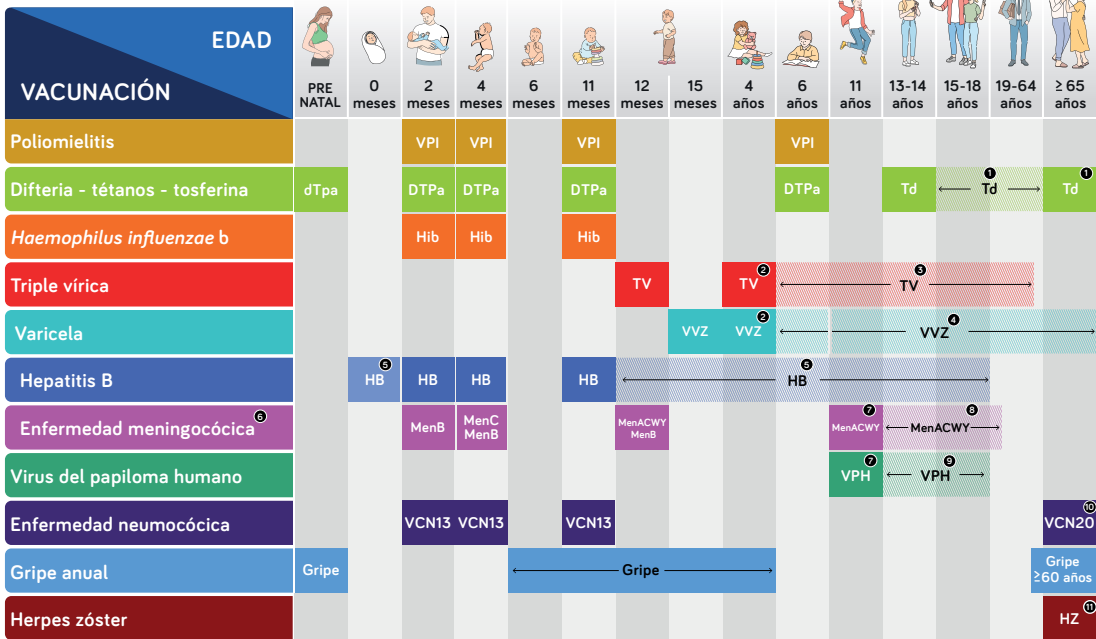 EDAD
VACUNACIÓN
PRE NATAL
0 meses
2 meses
4 meses
6 meses
11 meses
12 meses
15 meses
4 años
6 años
11 años
13-14 años
15-18 años
19-64 años
≥ 65 años
Poliomielitis VPI VPI VPI VPI
Difteria - tétanos - tosferina dTpa DTPa DTPa DTPa DTPa Td Td 1 Td 1
Haemophilus influenzae b Hib Hib Hib
Triple vírica TV TV 2 TV 3
Varicela VVZ VVZ 2 VVZ 4
Hepatitis B HB 5 HB HB HB HB 5
Enfermedad meningocócica 6 MenB MenC MenB MenACWY MenB MenACWY 7 MenACWY 8
Virus del papiloma humano VPH 7 VPH 9
Enfermedad neumocócica VCN13 VCN13 VCN13 VCN20 10
Gripe anual Gripe Gripe Gripe ≥60 años
Herpes zóster HZ 11